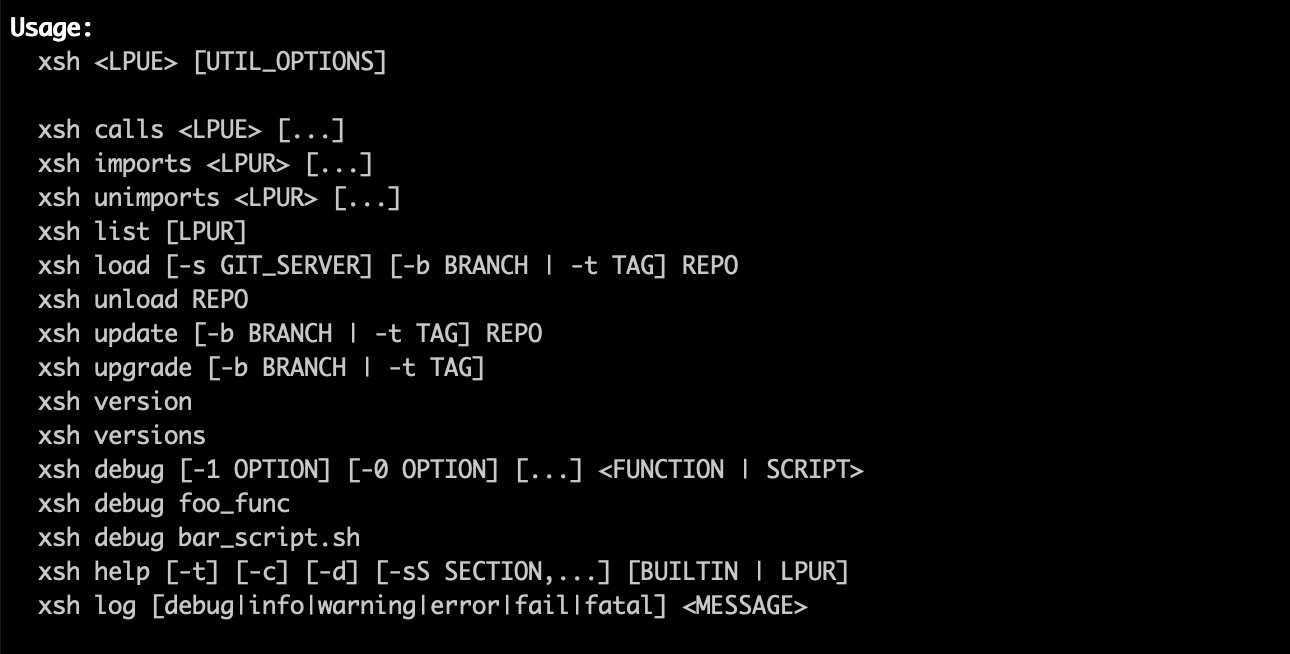 Usage:
xsh <LPUE> [UTIL_OPTIONS]
xsh calls <LPUE> [...]
xsh imports <LPUR> [...]
xsh unimports <LPUR> [...]
xsh list [LPUR]
xsh load [-s GIT_SERVER] [-b BRANCH | -t TAG] REPO
xsh unload REPO
xsh update [-b BRANCH | -t TAG] REPO
xsh upgrade [-b BRANCH | -t TAG]
xsh version
xsh versions
xsh debug [-1 OPTION] [-0 OPTION] [...] <FUNCTION | SCRIPT>
xsh debug foo_func
xsh debug bar_script.sh
xsh help [-t] [-c] [-d] [-sS SECTION,...] [BUILTIN | LPUR]
xsh log [debug|info|warning|error|fail|fatal] <MESSAGE>